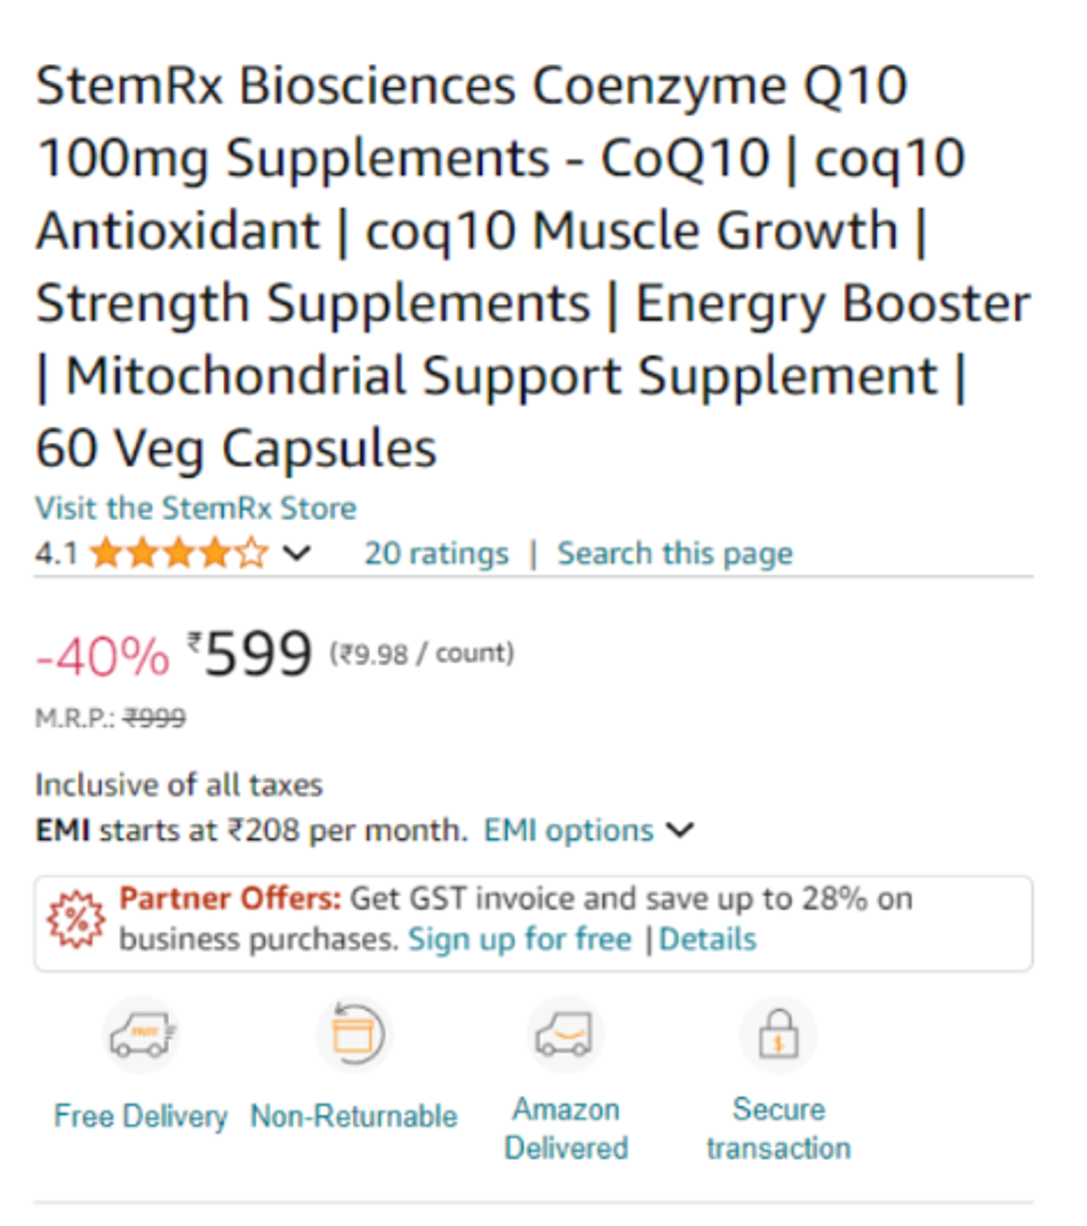 StemRx Biosciences Coenzyme Q10
100mg Supplements - CoQ10 | coq10
Antioxidant | coq10 Muscle Growth |
Strength Supplements | Energry Booster
| Mitochondrial Support Supplement |
60 Veg Capsules
Visit the StemRx Store
4.1 20 ratings | Search this page
-40% ₹599 (₹9.98 / count)
M.R.P.: ₹999
Inclusive of all taxes
EMI starts at ₹208 per month. EMI options
Partner Offers: Get GST invoice and save up to 28% on
business purchases. Sign up for free | Details
FREE
Free Delivery Non-Returnable Amazon Delivered Secure transaction